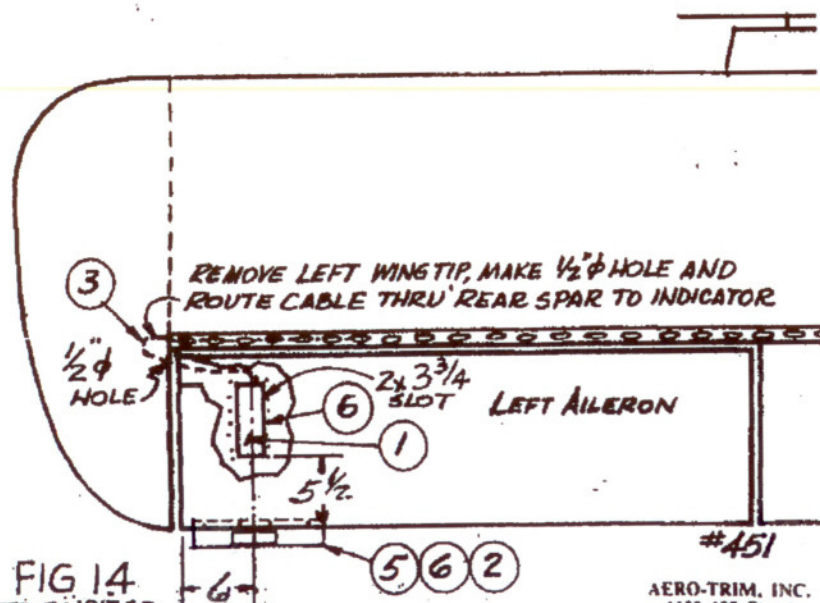 REMOVE LEFT WINGTIP, MAKE 1/2"φ HOLE AND
ROUTE CABLE THRU' REAR SPAR TO INDICATOR
3
1/2"φ
HOLE
2 x 3 3/4
SLOT
6
LEFT AILERON
1
5 1/2
#451
5 6 2
6
FIG 14
AERO-TRIM, INC.